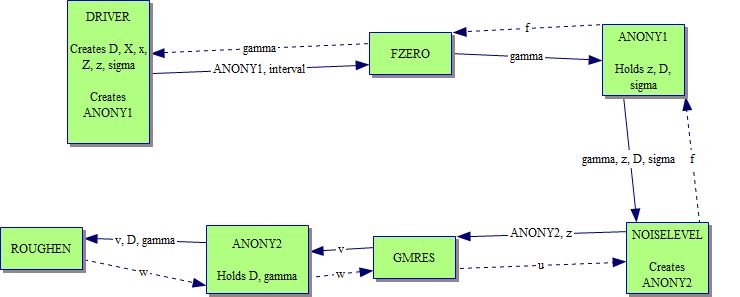 DRIVER
Creates D, X, x,
Z, z, sigma
Creates
ANONY1
gamma
ANONY1, interval
FZERO
f
gamma
ANONY1
Holds z, D,
sigma
gamma, z, D, sigma
f
NOISELEVEL
Creates
ANONY2
ANONY2, z
u
GMRES
v
w
ANONY2
Holds D, gamma
v, D, gamma
w
ROUGHEN